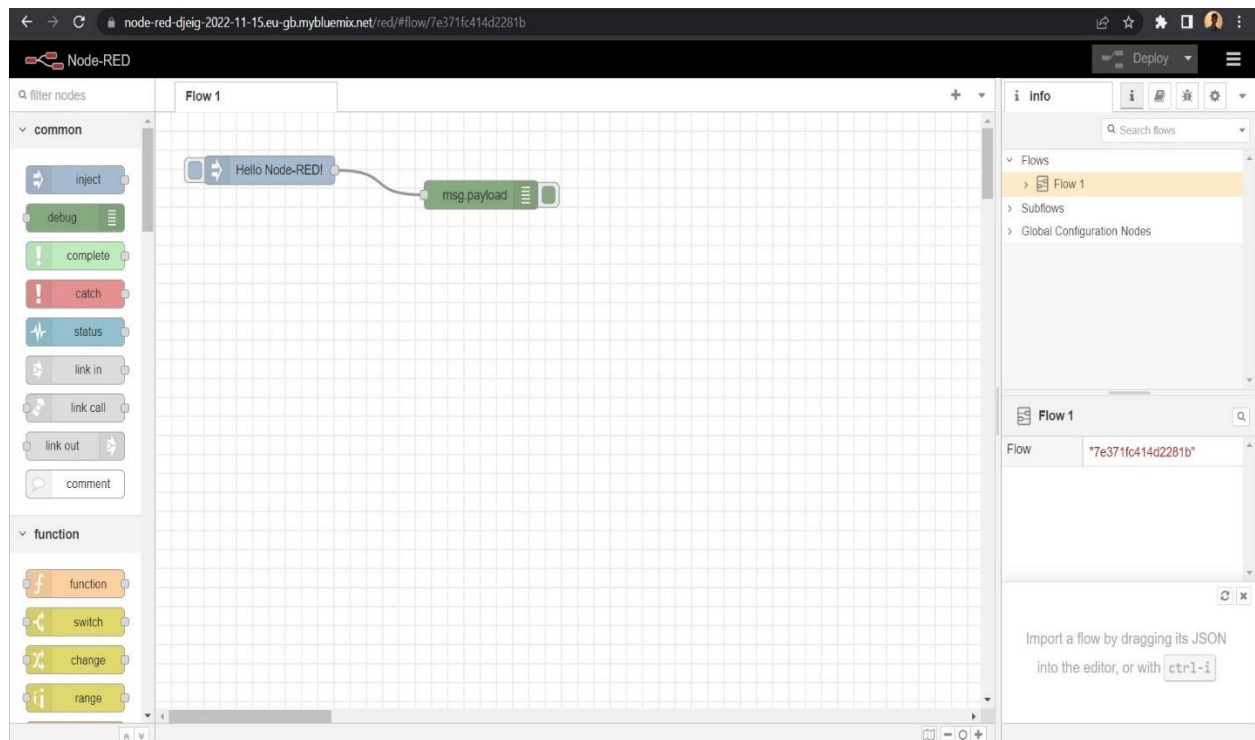 node-red-djeig-2022-11-15.eu-gb.mybluemix.net/red/#flow/7e371fc414d2281b
Node-RED
Deploy
filter nodes
common
inject
debug
complete
catch
status
link in
link call
link out
comment
function
function
switch
change
range
Flow 1
Hello Node-RED!
msg.payload
i info
Search flows
Flows
Flow 1
Subflows
Global Configuration Nodes
Flow 1
Flow "7e371fc414d2281b"
Import a flow by dragging its JSON
into the editor, or with ctrl-i